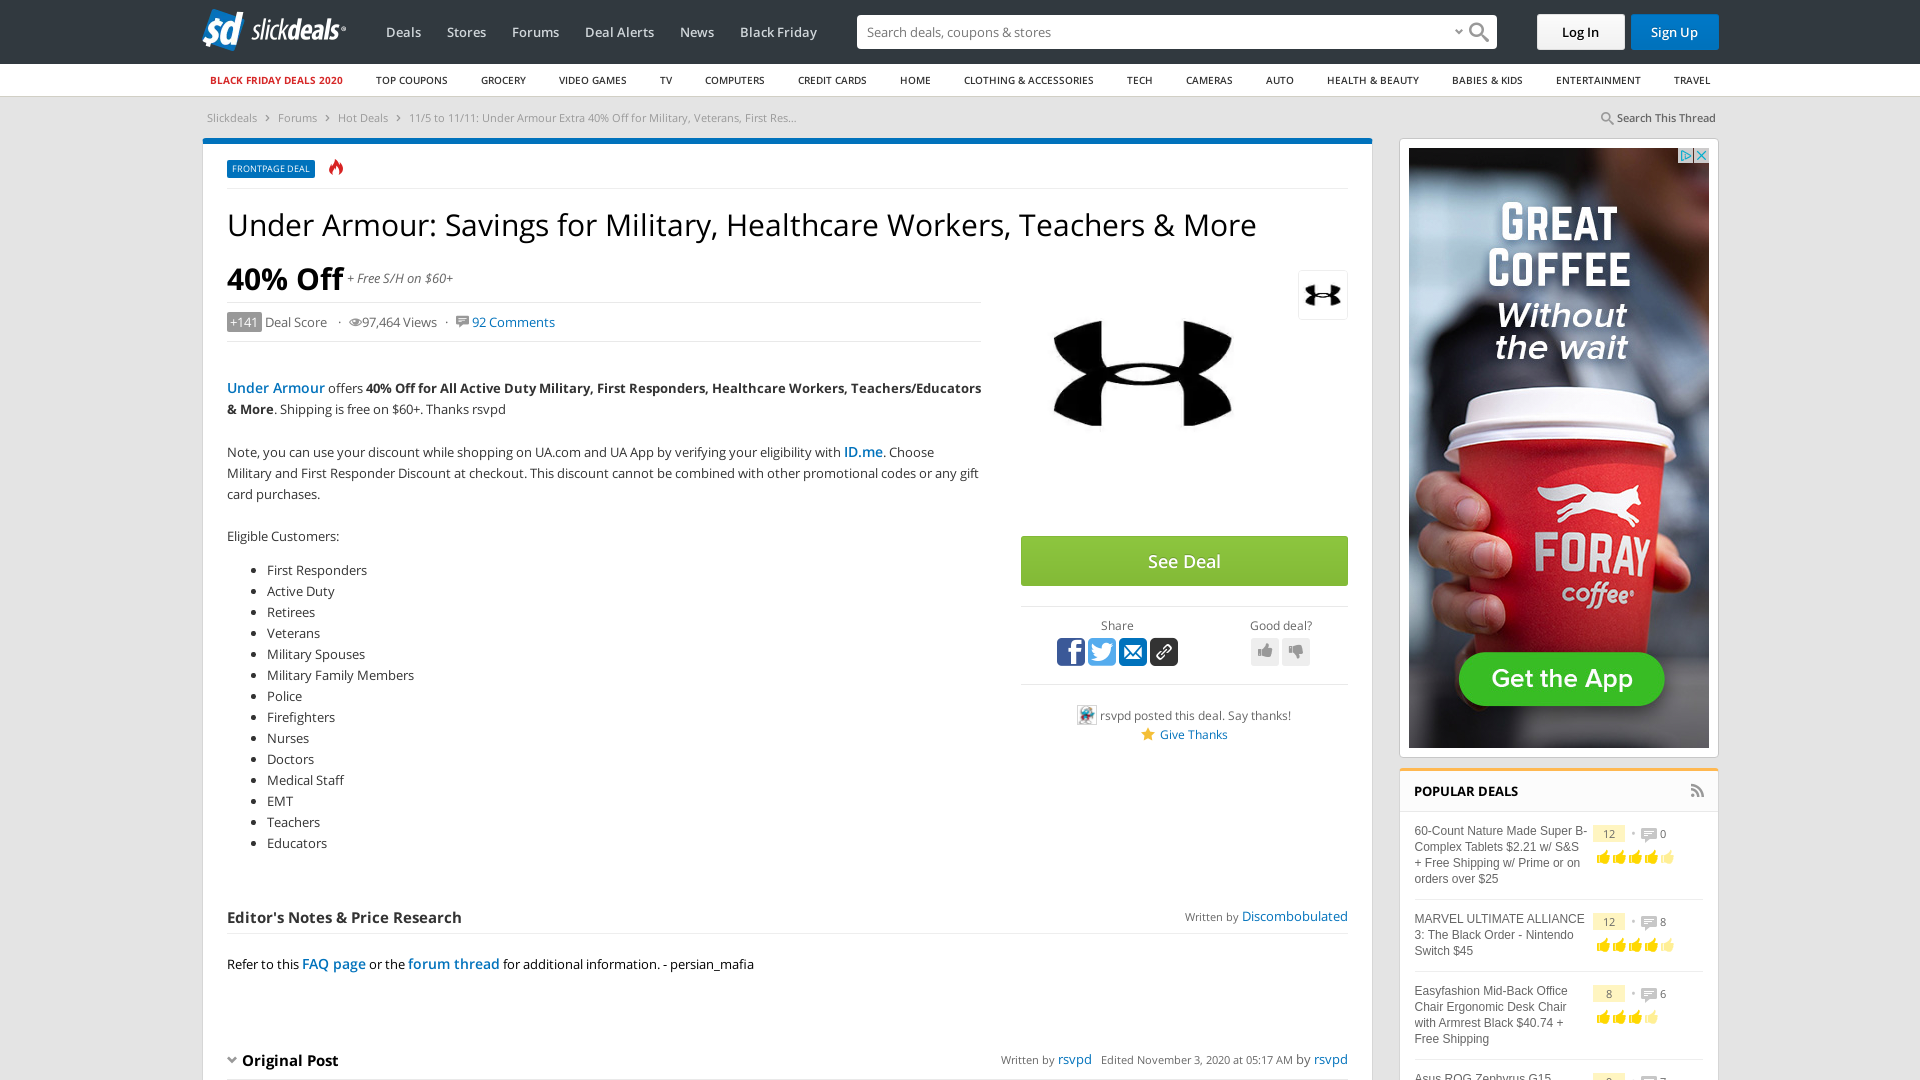 slickdeals
Deals Stores Forums Deal Alerts News Black Friday
Search deals, coupons & stores
Log In Sign Up
BLACK FRIDAY DEALS 2020 TOP COUPONS GROCERY VIDEO GAMES TV COMPUTERS CREDIT CARDS HOME CLOTHING & ACCESSORIES TECH CAMERAS AUTO HEALTH & BEAUTY BABIES & KIDS ENTERTAINMENT TRAVEL
Slickdeals › Forums › Hot Deals › 11/5 to 11/11: Under Armour Extra 40% Off for Military, Veterans, First Res...
Search This Thread
FRONTPAGE DEAL
Under Armour: Savings for Military, Healthcare Workers, Teachers & More
40% Off + Free S/H on $60+
+141 Deal Score · 97,464 Views · 92 Comments
Under Armour offers 40% Off for All Active Duty Military, First Responders, Healthcare Workers, Teachers/Educators
& More. Shipping is free on $60+. Thanks rsvpd
Note, you can use your discount while shopping on UA.com and UA App by verifying your eligibility with ID.me. Choose
Military and First Responder Discount at checkout. This discount cannot be combined with other promotional codes or any gift
card purchases.
Eligible Customers:
• First Responders
• Active Duty
• Retirees
• Veterans
• Military Spouses
• Military Family Members
• Police
• Firefighters
• Nurses
• Doctors
• Medical Staff
• EMT
• Teachers
• Educators
See Deal
Share
Good deal?
rsvpd posted this deal. Say thanks!
Give Thanks
Editor's Notes & Price Research
Written by Discombobulated
Refer to this FAQ page or the forum thread for additional information. - persian_mafia
Original Post
Written by rsvpd Edited November 3, 2020 at 05:17 AM by rsvpd
GREAT
COFFEE
Without
the wait
FORAY
coffee®
Get the App
POPULAR DEALS
60-Count Nature Made Super B-
Complex Tablets $2.21 w/ S&S
+ Free Shipping w/ Prime or on
orders over $25
12 • 0
MARVEL ULTIMATE ALLIANCE
3: The Black Order - Nintendo
Switch $45
12 • 8
Easyfashion Mid-Back Office
Chair Ergonomic Desk Chair
with Armrest Black $40.74 +
Free Shipping
8 • 6
Asus ROG Zephyrus G15